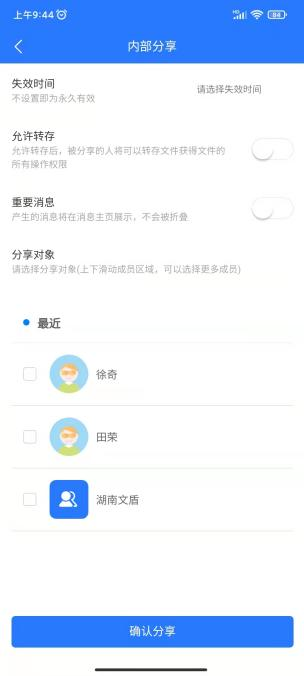 上午9:44
HD 5G 84
内部分享
失效时间
不设置即为永久有效
请选择失效时间
允许转存
允许转存后，被分享的人将可以转存文件获得文件的
所有操作权限
重要消息
产生的消息将在消息主页展示，不会被折叠
分享对象
请选择分享对象(上下滑动成员区域，可以选择更多成员)
最近
徐奇
田荣
湖南文盾
确认分享